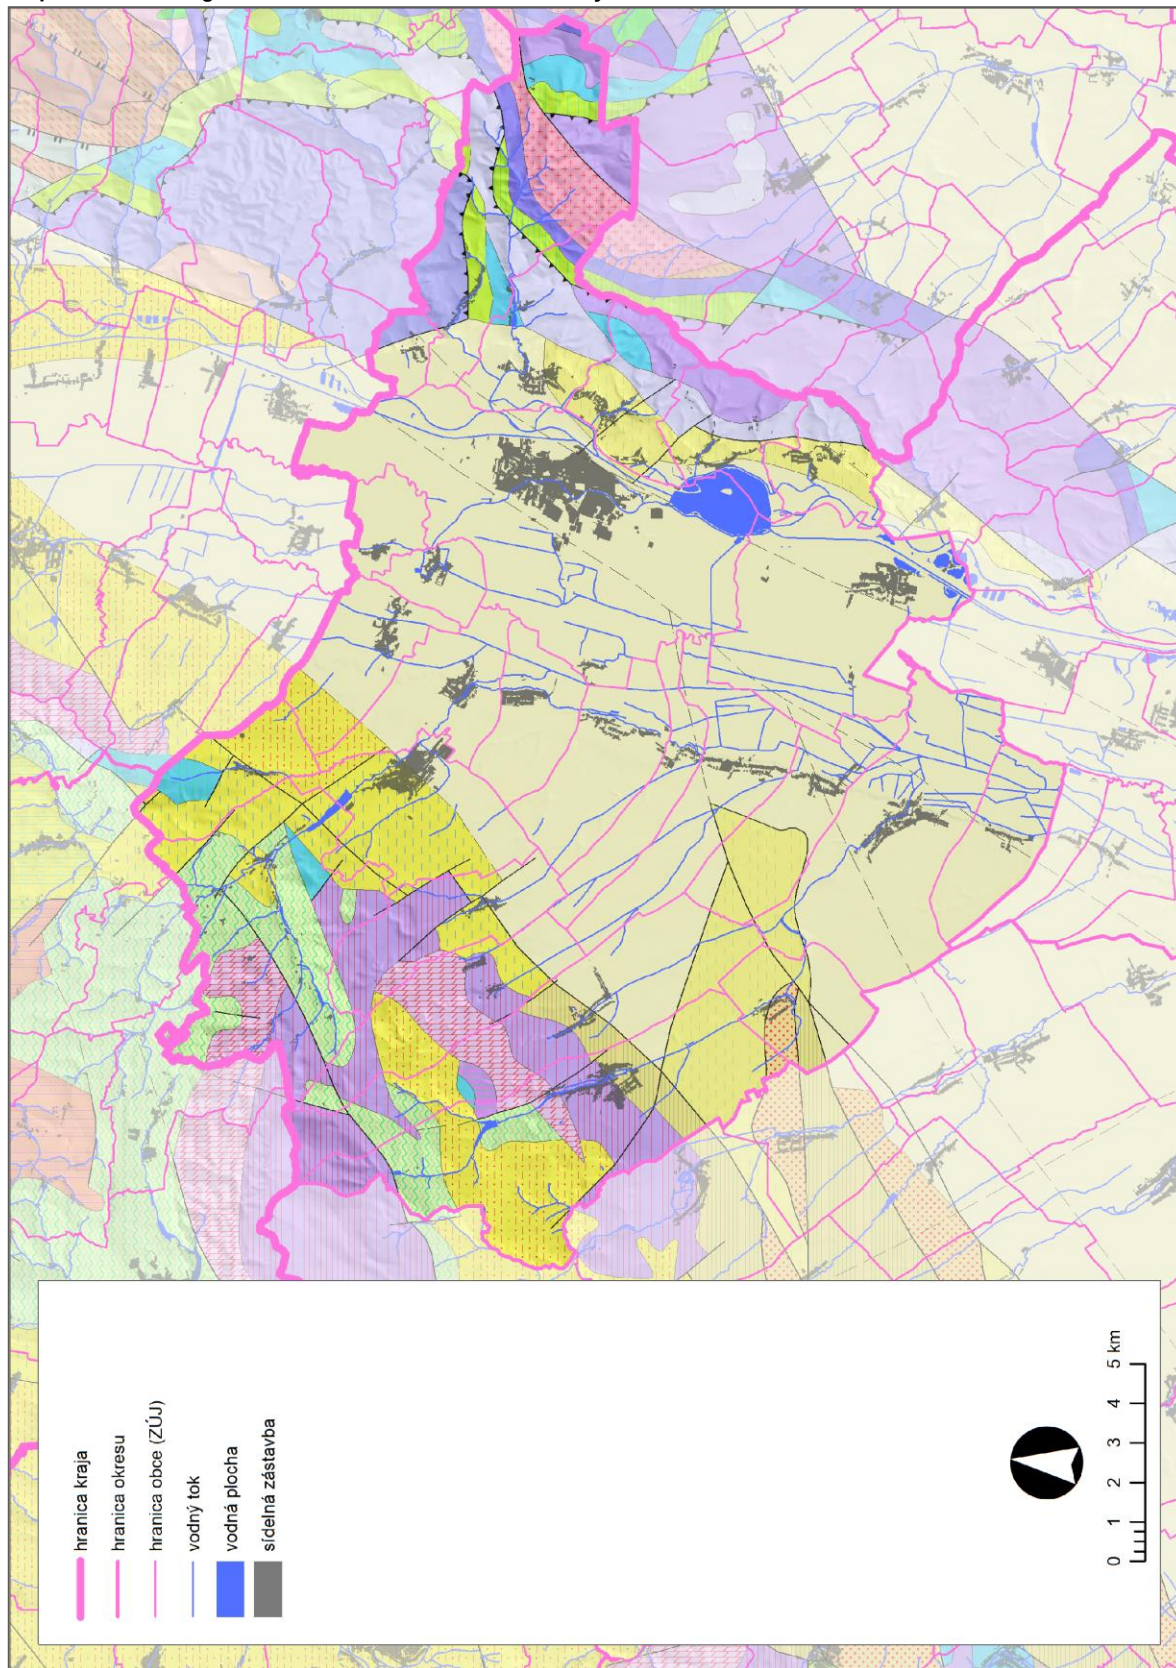 hranica kraja
hranica okresu
hranica obce (ZÚJ)
vodný tok
vodná plocha
sídelná zástavba
0 1 2 3 4 5 km